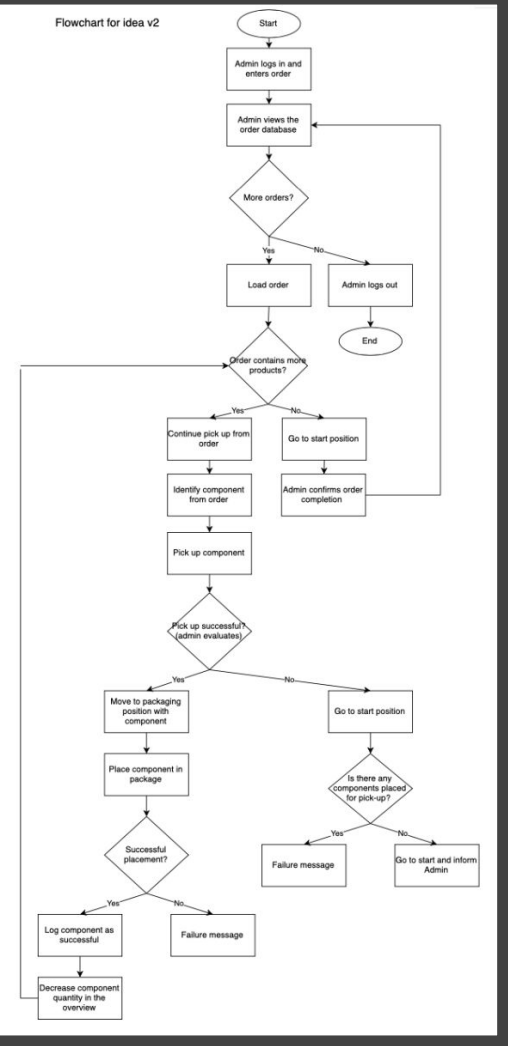 Flowchart for idea v2
Start
Admin logs in and
enters order
Admin views the
order database
More orders?
Yes
No
Load order
Admin logs out
End
Order contains more
products?
Yes
No
Continue pick up from
order
Go to start position
Identify component
from order
Admin confirms order
completion
Pick up component
Pick up successful?
(admin evaluates)
Yes
No
Move to packaging
position with
component
Go to start position
Place component in
package
Is there any
components placed
for pick-up?
Successful
placement?
Yes
No
Failure message
Go to start and inform
Admin
Yes
No
Log component as
successful
Failure message
Decrease component
quantity in the
overview